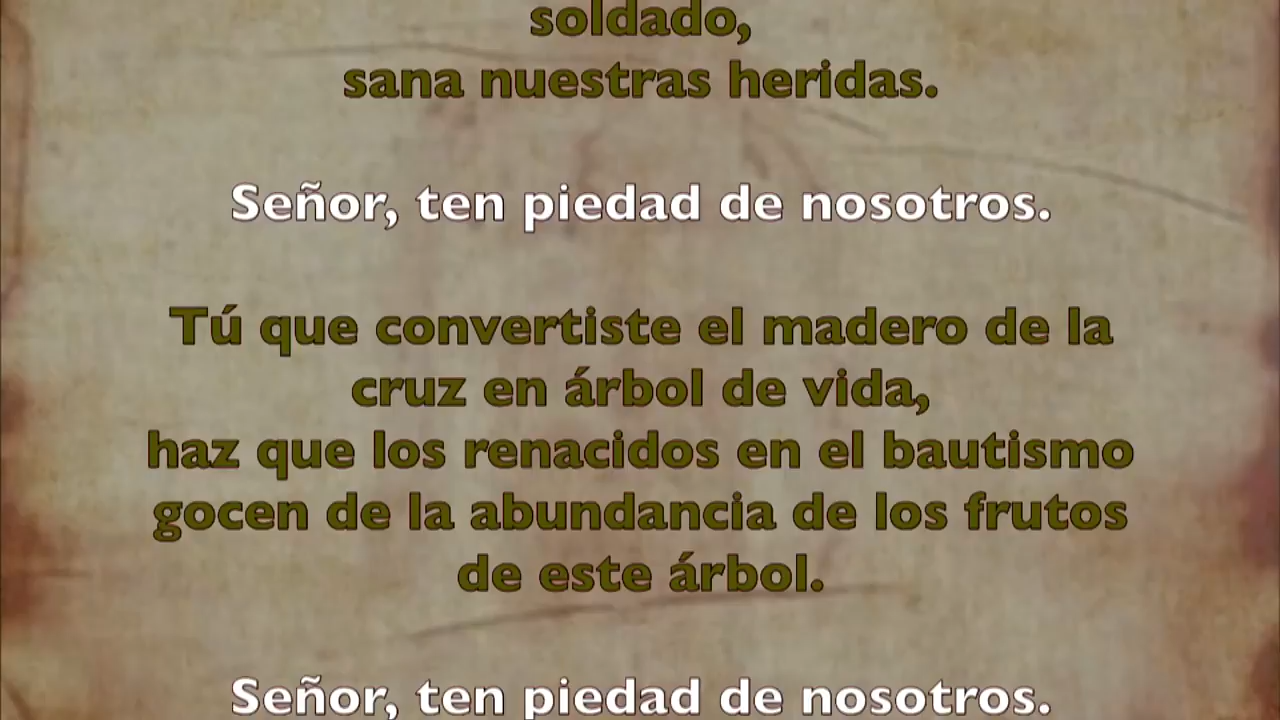 soldado,
sana nuestras heridas.
Señor, ten piedad de nosotros.
Tú que convertiste el madero de la
cruz en árbol de vida,
haz que los renacidos en el bautismo
gocen de la abundancia de los frutos
de este árbol.
Señor, ten piedad de nosotros.